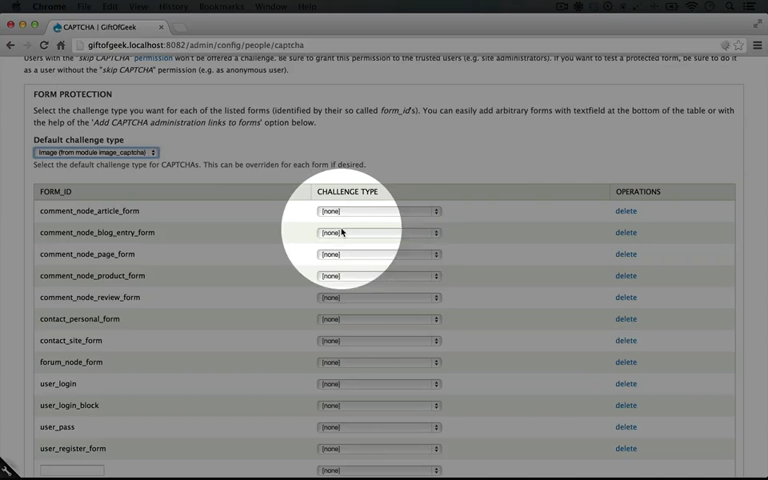 Chrome File Edit View History Bookmarks Window Help
CAPTCHA | GiftOfGeek
giftofgeek.localhost:8082/admin/config/people/captcha
Users with the "skip CAPTCHA" permission won't be offered a challenge. Be sure to grant this permission to the trusted users (e.g. site administrators). If you want to test a protected form, be sure to do it
as a user without the "skip CAPTCHA" permission (e.g. as anonymous user).
FORM PROTECTION
Select the challenge type you want for each of the listed forms (identified by their so called form_id's). You can easily add arbitrary forms with textfield at the bottom of the table or with
the help of the 'Add CAPTCHA administration links to forms' option below.
Default challenge type
Image (from module image_captcha)
Select the default challenge type for CAPTCHAs. This can be overriden for each form if desired.
FORM_ID CHALLENGE TYPE OPERATIONS
comment_node_article_form [none] delete
comment_node_blog_entry_form [none] delete
comment_node_page_form [none] delete
comment_node_product_form [none] delete
comment_node_review_form [none] delete
contact_personal_form [none] delete
contact_site_form [none] delete
forum_node_form [none] delete
user_login [none] delete
user_login_block [none] delete
user_pass [none] delete
user_register_form [none] delete
[none]